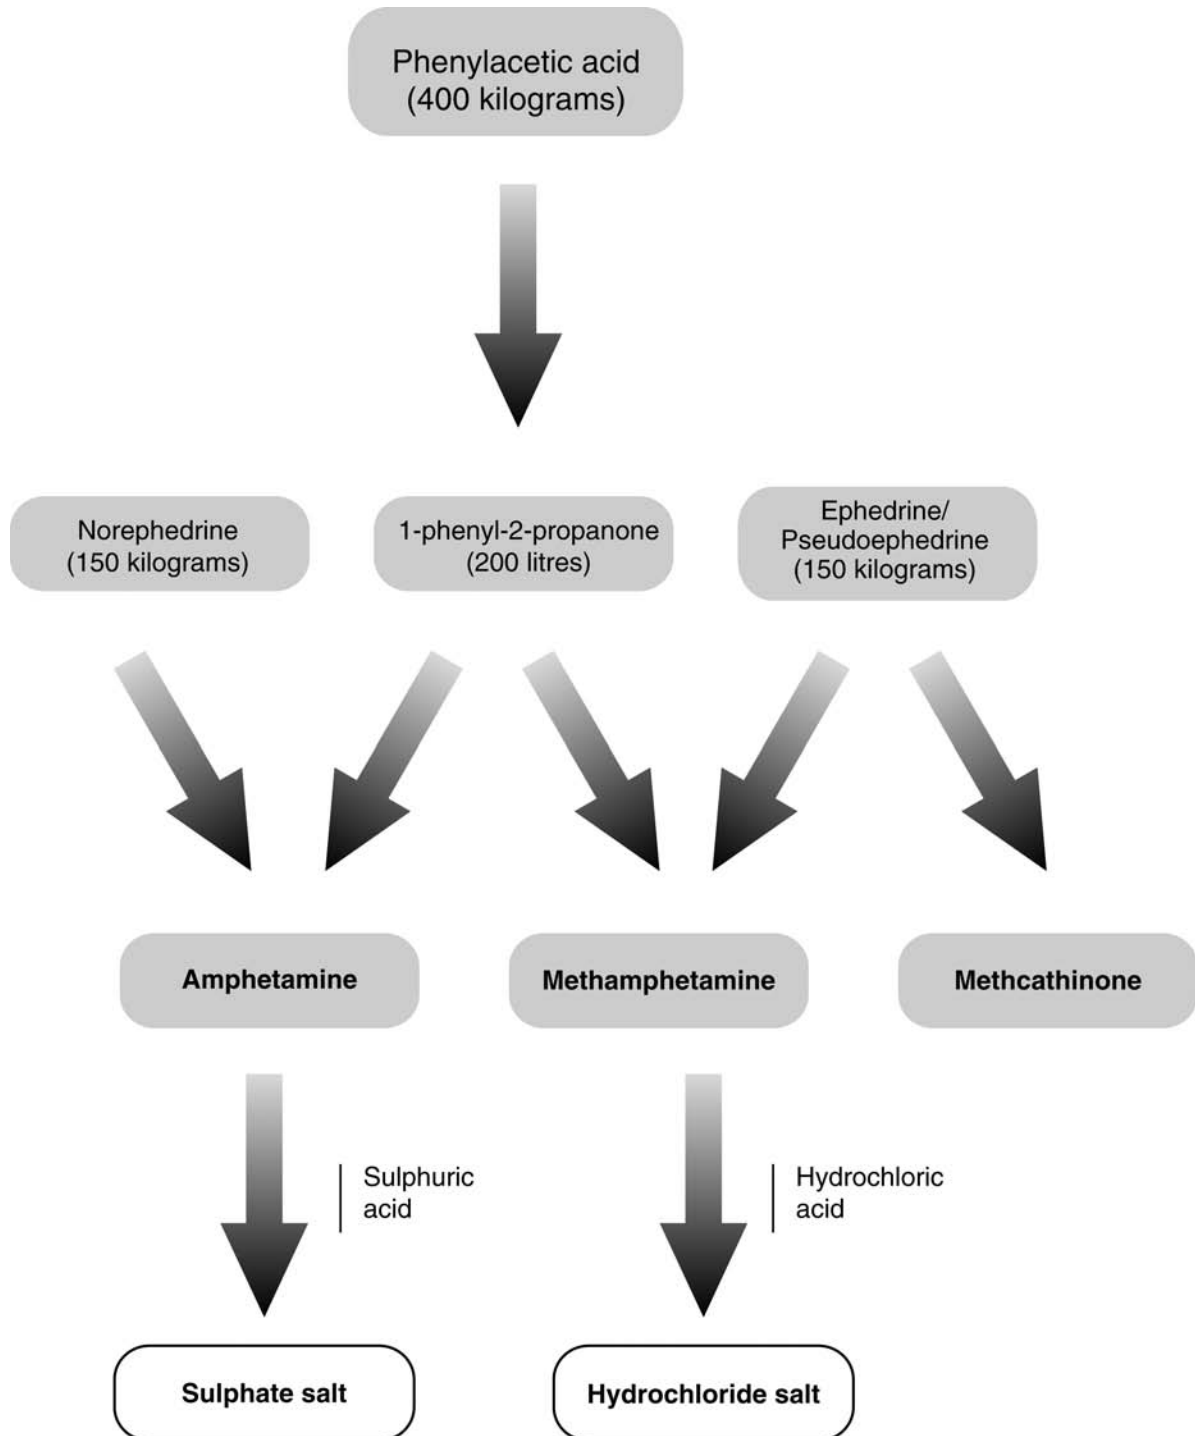 Phenylacetic acid
(400 kilograms)
Norephedrine
(150 kilograms)
1-phenyl-2-propanone
(200 litres)
Ephedrine/
Pseudoephedrine
(150 kilograms)
Amphetamine
Methamphetamine
Methcathinone
Sulphuric
acid
Hydrochloric
acid
Sulphate salt
Hydrochloride salt